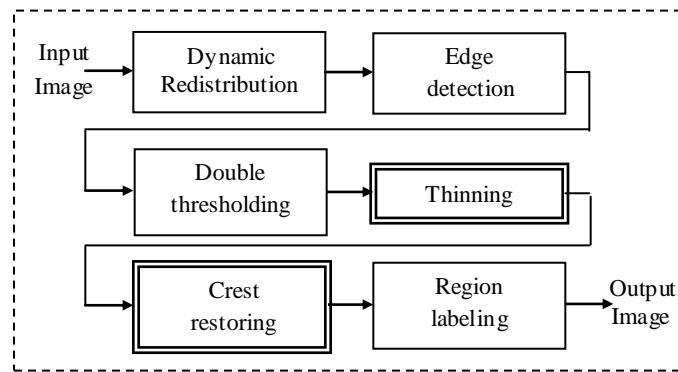 Input
Image
Dynamic
Redistribution
Edge
detection
Double
thresholding
Thinning
Crest
restoring
Region
labeling
Output
Image